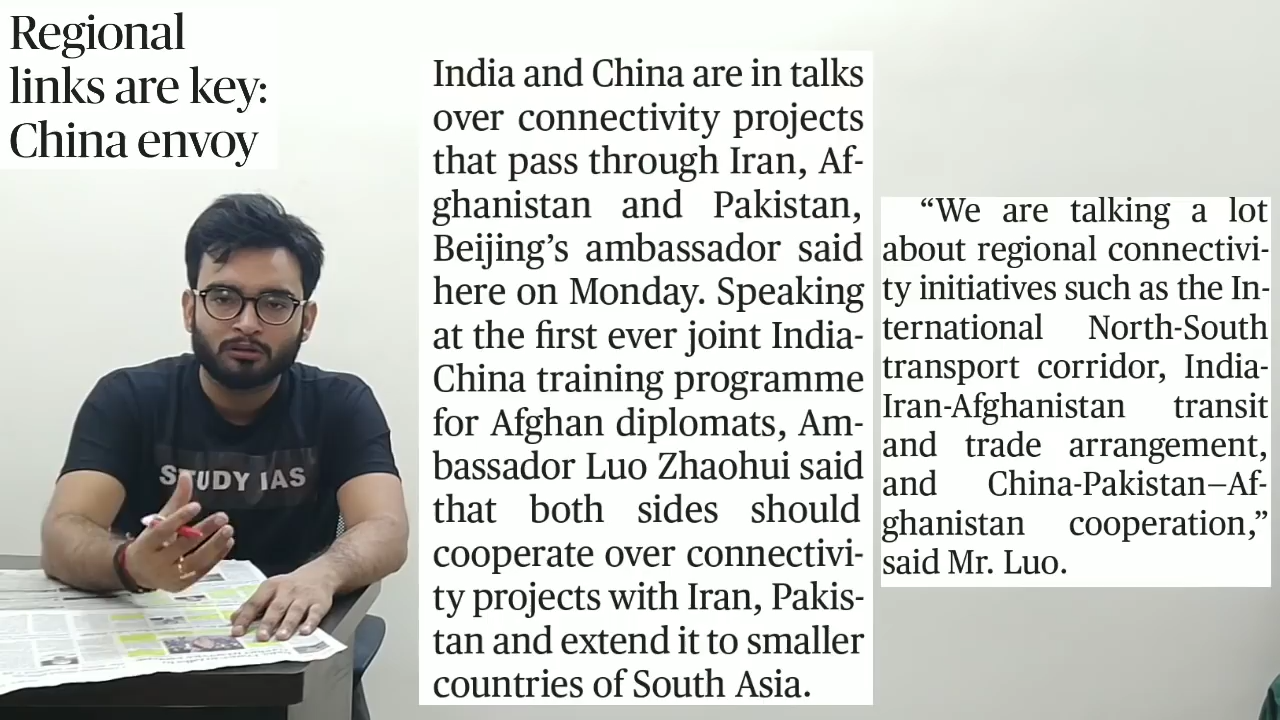 Regional
links are key:
China envoy
India and China are in talks
over connectivity projects
that pass through Iran, Af-
ghanistan and Pakistan,
Beijing’s ambassador said
here on Monday. Speaking
at the first ever joint India-
China training programme
for Afghan diplomats, Am-
bassador Luo Zhaohui said
that both sides should
cooperate over connectivi-
ty projects with Iran, Pakis-
tan and extend it to smaller
countries of South Asia.
“We are talking a lot
about regional connectivi-
ty initiatives such as the In-
ternational North-South
transport corridor, India-
Iran-Afghanistan transit
and trade arrangement,
and China-Pakistan–Af-
ghanistan cooperation,”
said Mr. Luo.
STUDY IAS